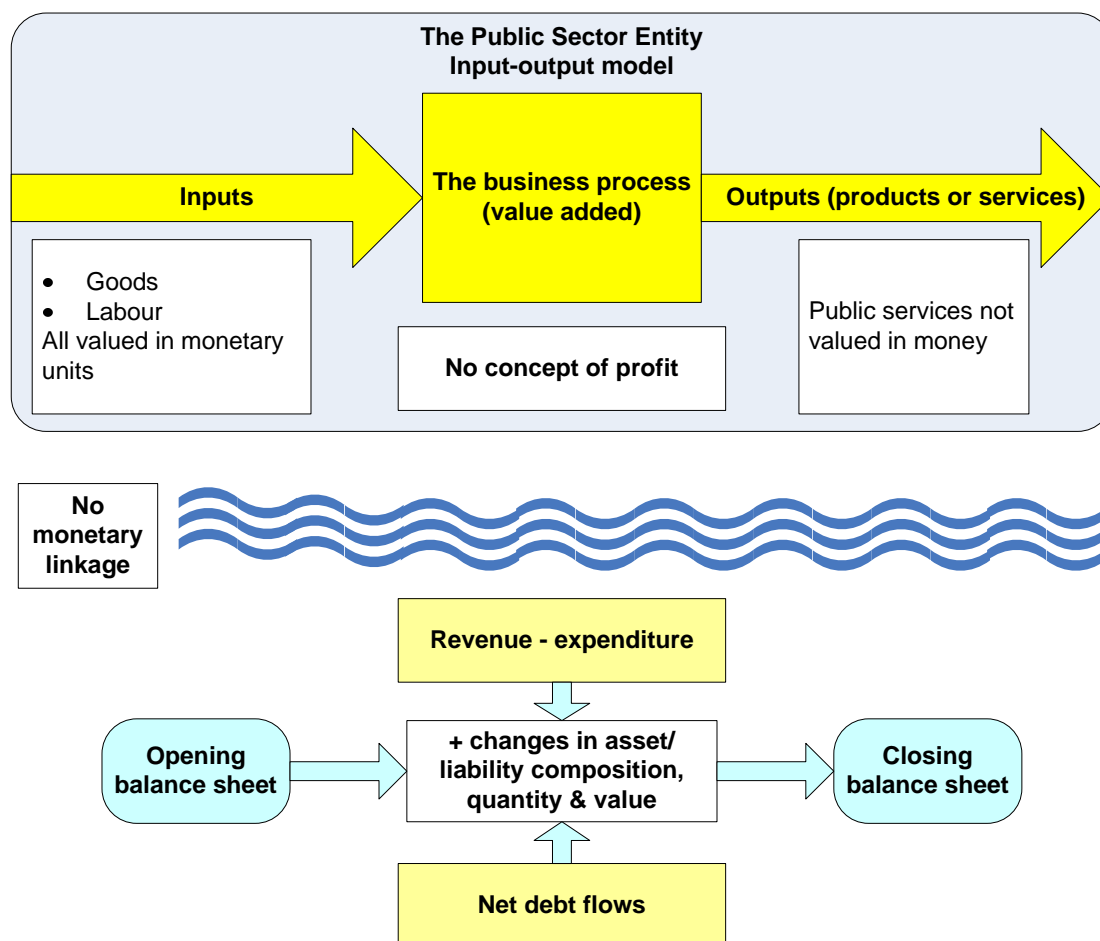 The Public Sector Entity
Input-output model
Inputs
The business process
(value added)
Outputs (products or services)
• Goods
• Labour
All valued in monetary
units
No concept of profit
Public services not
valued in money
No
monetary
linkage
Revenue - expenditure
Opening
balance sheet
+ changes in asset/
liability composition,
quantity & value
Closing
balance sheet
Net debt flows